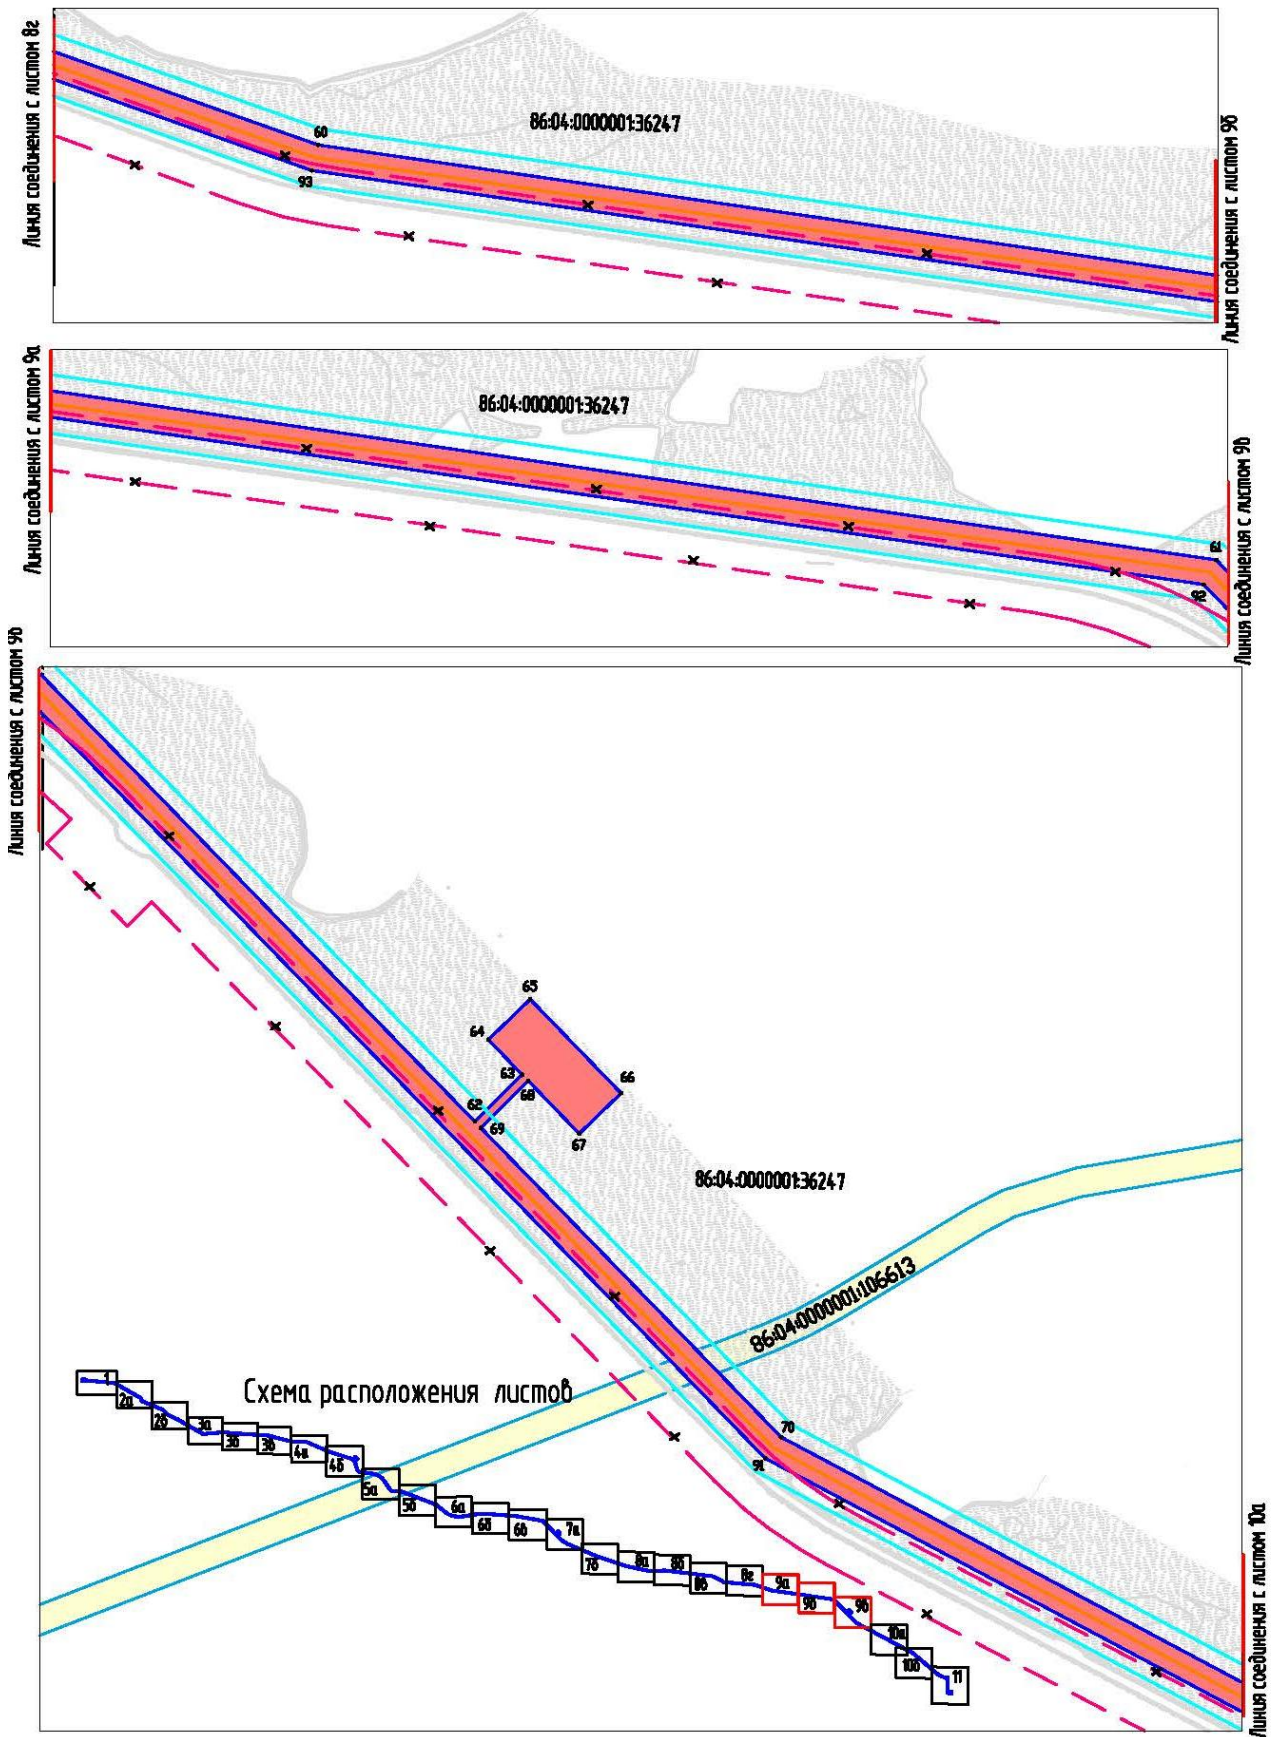 Линия соединения с листом 8г
60
93
86:04:0000001:36247
Линия соединения с листом 9б
Линия соединения с листом 9а
86:04:0000001:36247
61
92
Линия соединения с листом 9в
Линия соединения с листом 9б
65
64
63
66
68
62
69
67
86:04:0000001:36247
86:04:0000001:106613
70
91
Схема расположения листов
1
2а
2б
3а
3б
3в
4а
4б
5а
5б
6а
6б
6в
7а
7б
8а
8б
8в
8г
9а
9б
9в
10а
10б
11
Линия соединения с листом 10а